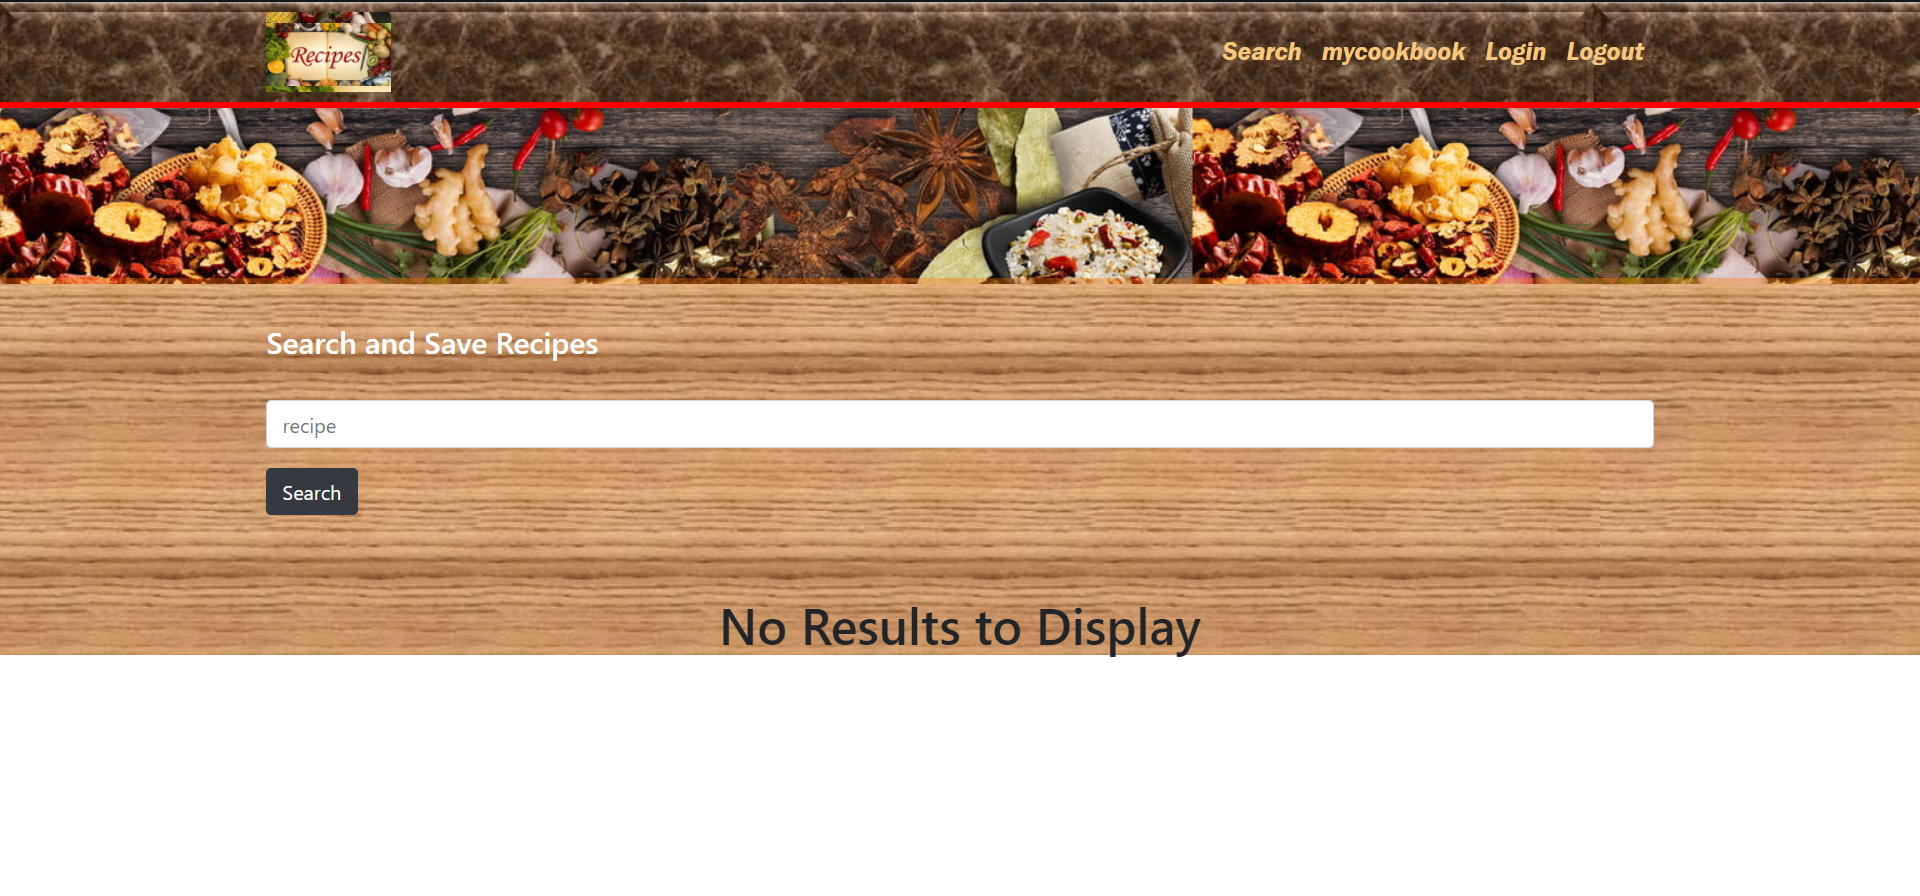 Recipes
Search mycookbook Login Logout
Search and Save Recipes
recipe
Search
No Results to Display